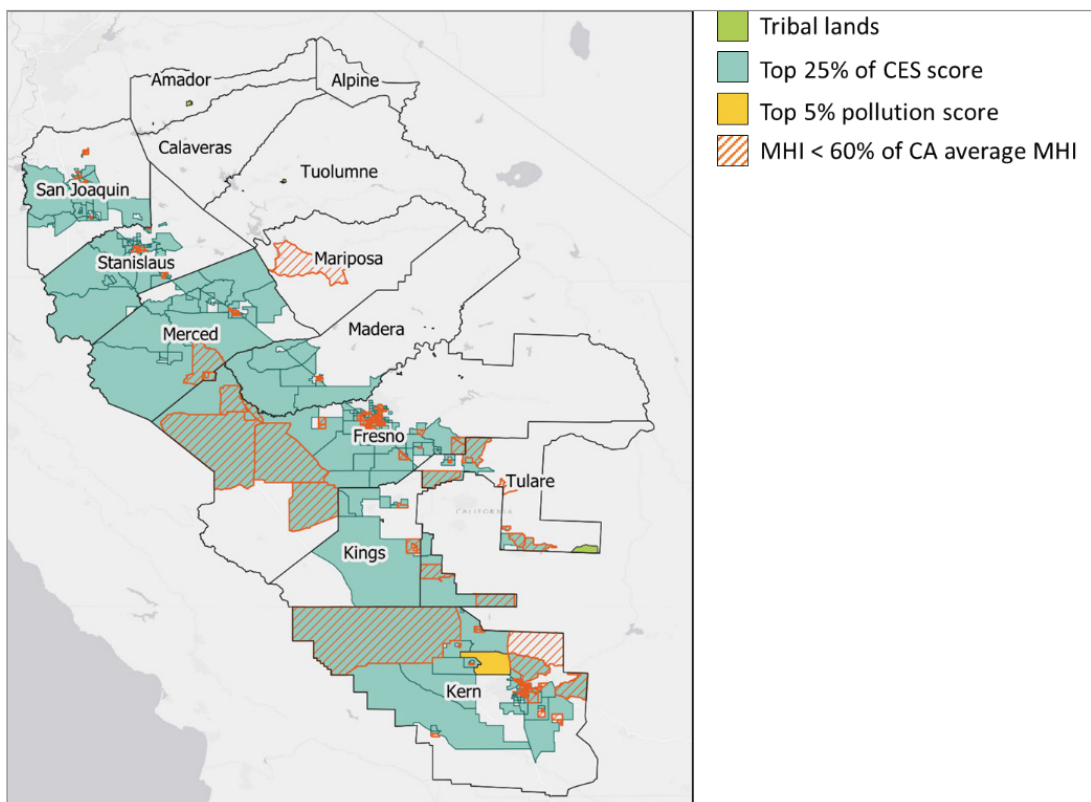 Tribal lands
Top 25% of CES score
Top 5% pollution score
MHI < 60% of CA average MHI
Amador
Alpine
Calaveras
Tuolumne
San Joaquin
Stanislaus
Mariposa
Merced
Madera
Fresno
Tulare
CALIFORNIA
Kings
Kern